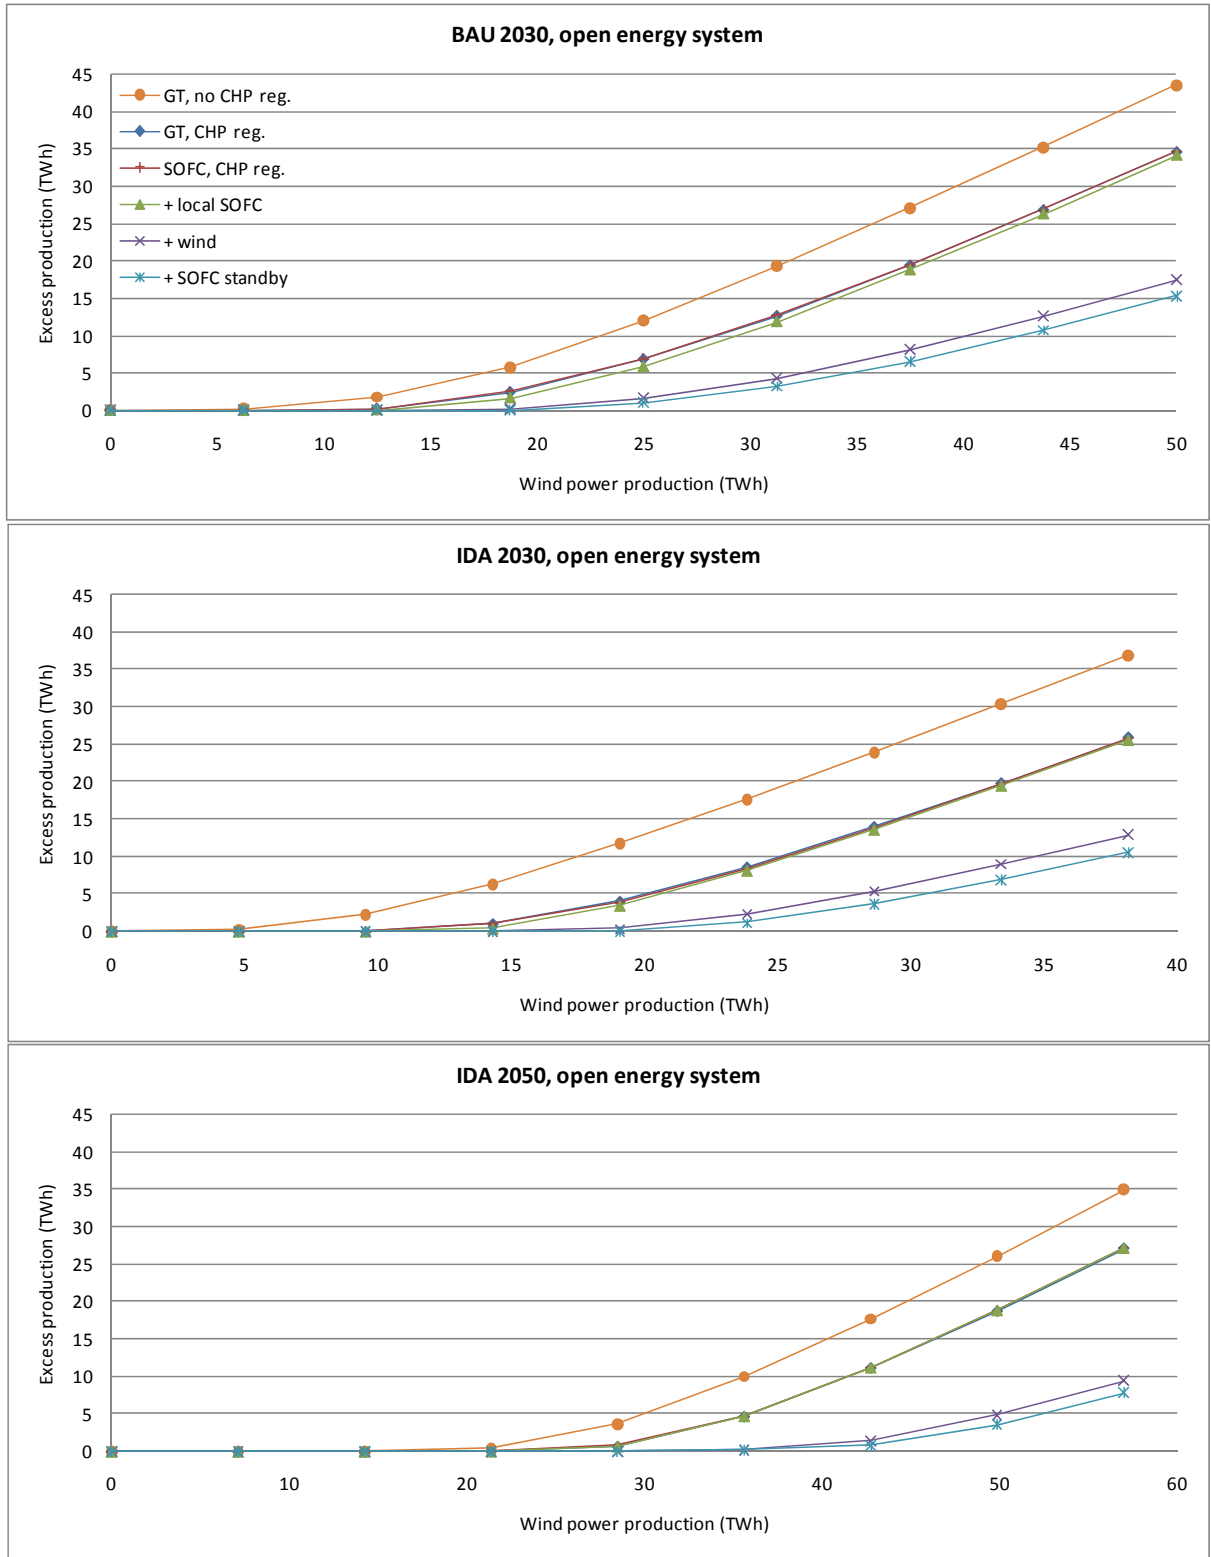 BAU 2030, open energy system
45
40
35
30
25
20
15
10
5
0
Excess production (TWh)
GT, no CHP reg.
GT, CHP reg.
SOFC, CHP reg.
+ local SOFC
+ wind
+ SOFC standby
0 5 10 15 20 25 30 35 40 45 50
Wind power production (TWh)
IDA 2030, open energy system
45
40
35
30
25
20
15
10
5
0
Excess production (TWh)
0 5 10 15 20 25 30 35 40
Wind power production (TWh)
IDA 2050, open energy system
45
40
35
30
25
20
15
10
5
0
Excess production (TWh)
0 10 20 30 40 50 60
Wind power production (TWh)